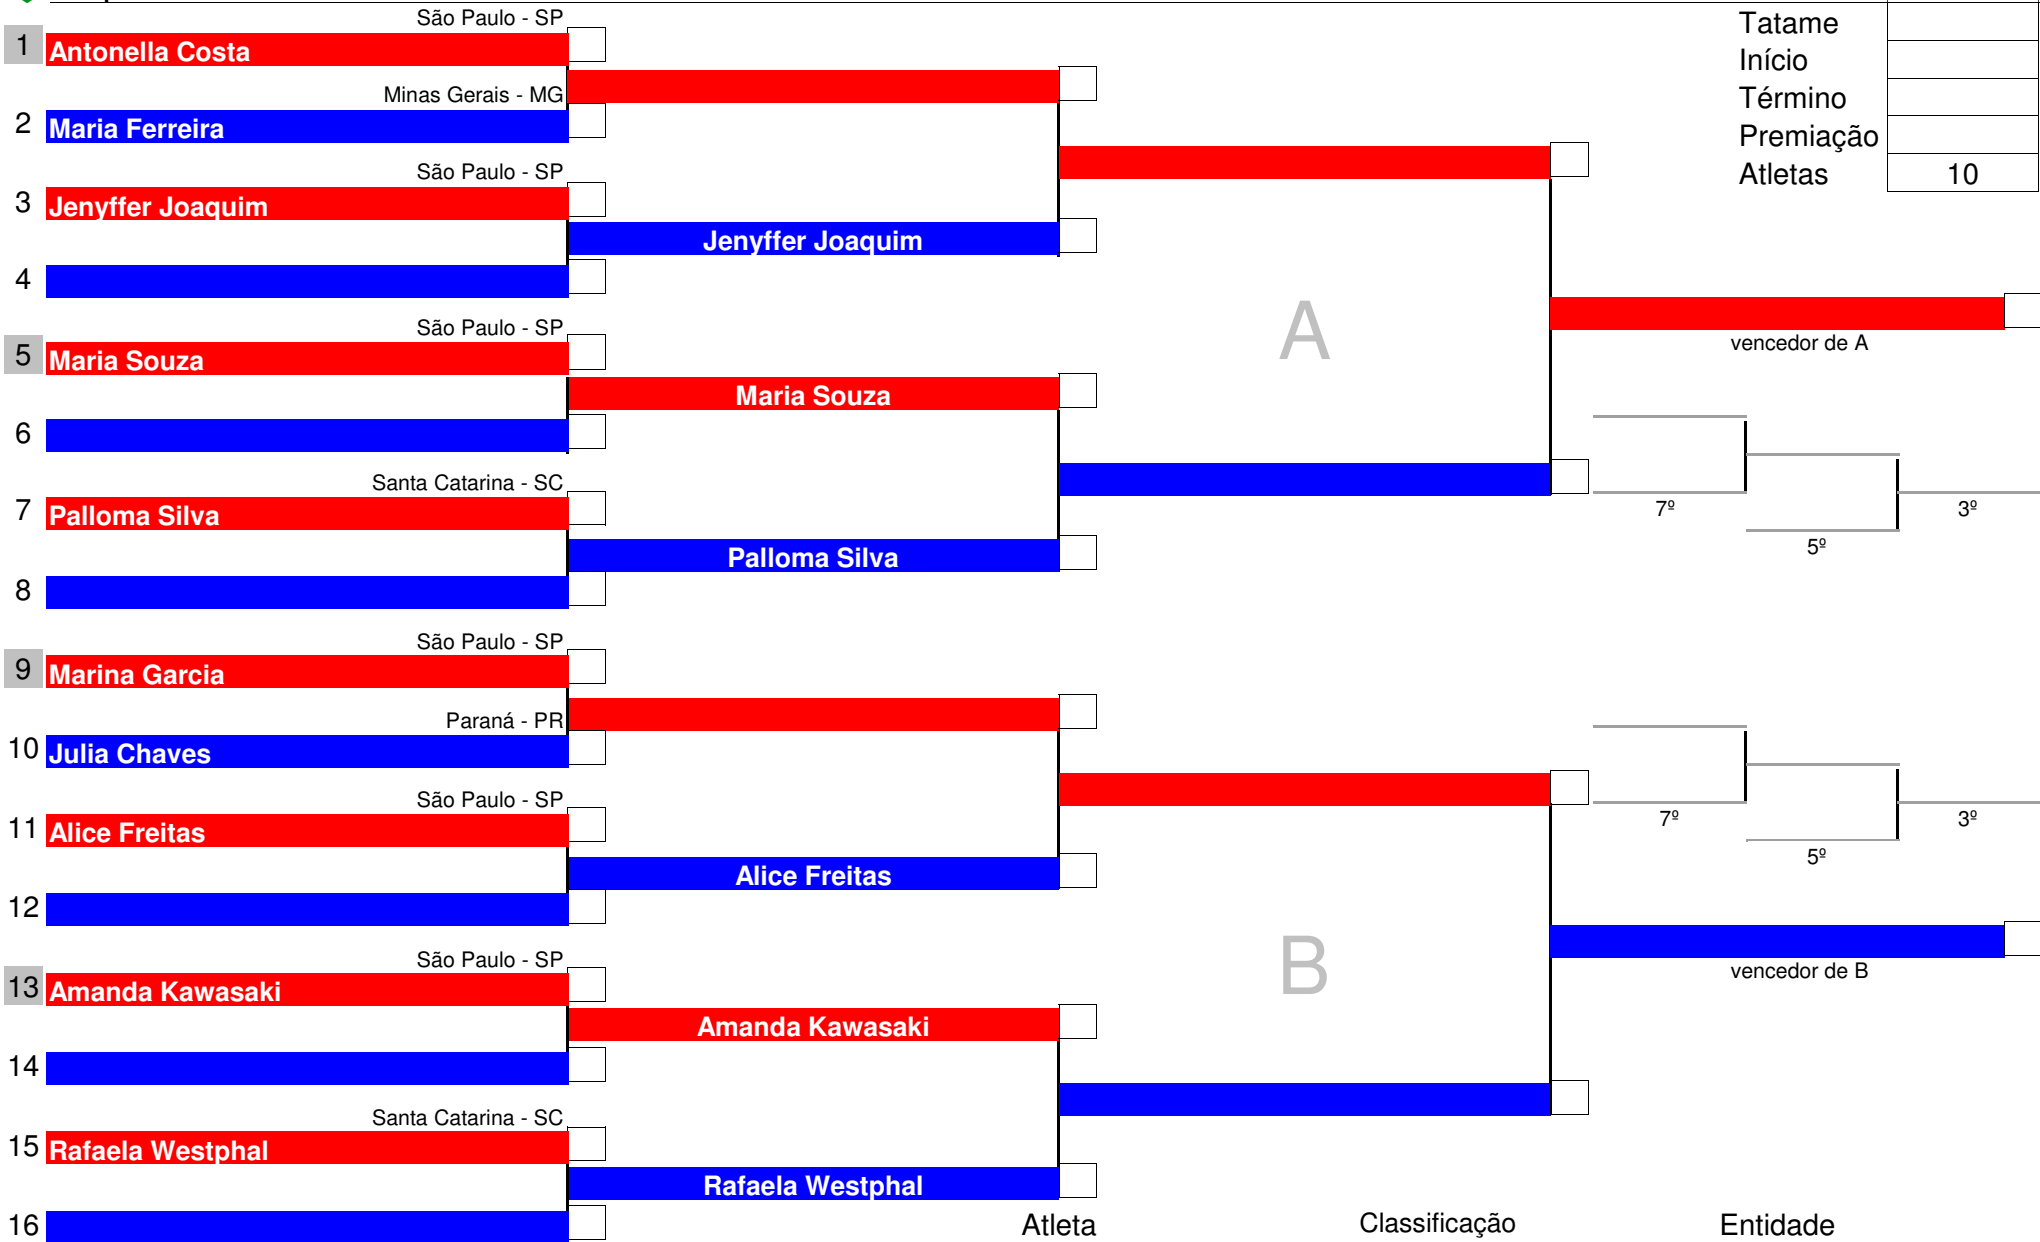 São Paulo - SP
1 Antonella Costa
Minas Gerais - MG
2 Maria Ferreira
São Paulo - SP
3 Jenyffer Joaquim
Jenyffer Joaquim
4
São Paulo - SP
5 Maria Souza
Maria Souza
6
Santa Catarina - SC
7 Palloma Silva
Palloma Silva
8
São Paulo - SP
9 Marina Garcia
Paraná - PR
10 Julia Chaves
São Paulo - SP
11 Alice Freitas
Alice Freitas
12
São Paulo - SP
13 Amanda Kawasaki
Amanda Kawasaki
14
Santa Catarina - SC
15 Rafaela Westphal
Rafaela Westphal
16
A
B
Tatame
Início
Término
Premiação
Atletas 10
vencedor de A
7º
3º
5º
7º
3º
5º
vencedor de B
Atleta Classificação Entidade